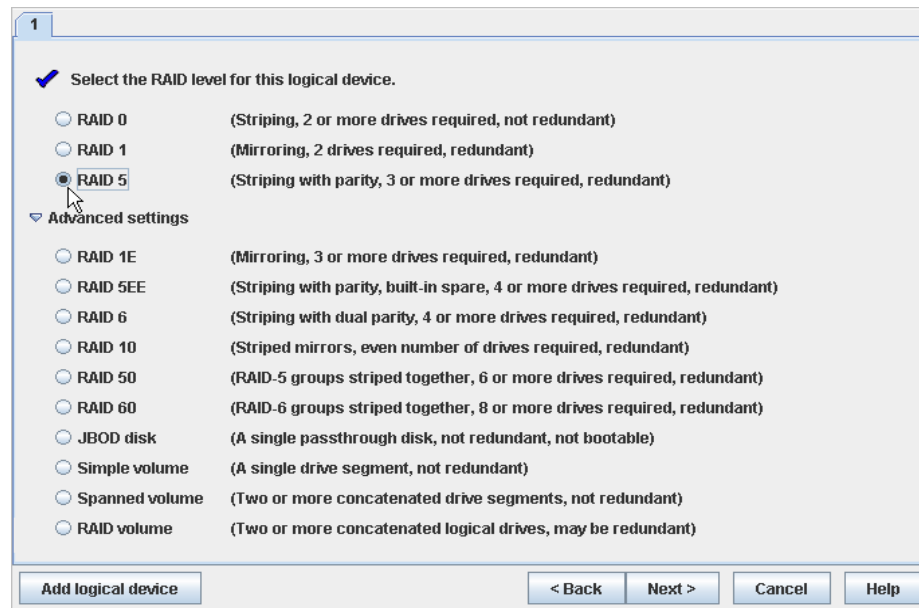 1
Select the RAID level for this logical device.
RAID 0 (Striping, 2 or more drives required, not redundant)
RAID 1 (Mirroring, 2 drives required, redundant)
RAID 5 (Striping with parity, 3 or more drives required, redundant)
Advanced settings
RAID 1E (Mirroring, 3 or more drives required, redundant)
RAID 5EE (Striping with parity, built-in spare, 4 or more drives required, redundant)
RAID 6 (Striping with dual parity, 4 or more drives required, redundant)
RAID 10 (Striped mirrors, even number of drives required, redundant)
RAID 50 (RAID-5 groups striped together, 6 or more drives required, redundant)
RAID 60 (RAID-6 groups striped together, 8 or more drives required, redundant)
JBOD disk (A single passthrough disk, not redundant, not bootable)
Simple volume (A single drive segment, not redundant)
Spanned volume (Two or more concatenated drive segments, not redundant)
RAID volume (Two or more concatenated logical drives, may be redundant)
Add logical device < Back Next > Cancel Help